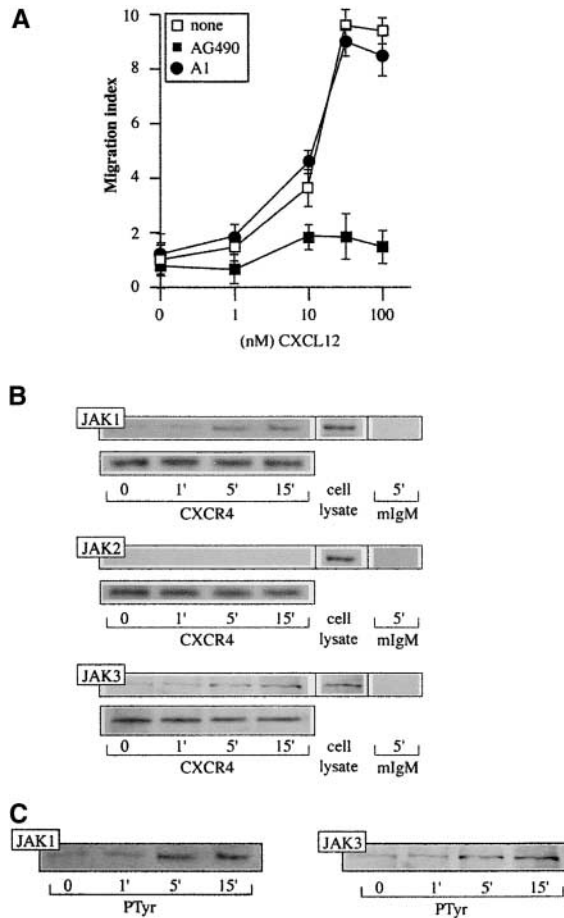 A
none
AG490
A1
Migration index
10
8
6
4
2
0
0 1 10 100
(nM) CXCL12
B
JAK1
0 1' 5' 15' cell lysate 5'
CXCR4 mIgM
JAK2
0 1' 5' 15' cell lysate 5'
CXCR4 mIgM
JAK3
0 1' 5' 15' cell lysate 5'
CXCR4 mIgM
C
JAK1
0 1' 5' 15'
PTyr
JAK3
0 1' 5' 15'
PTyr